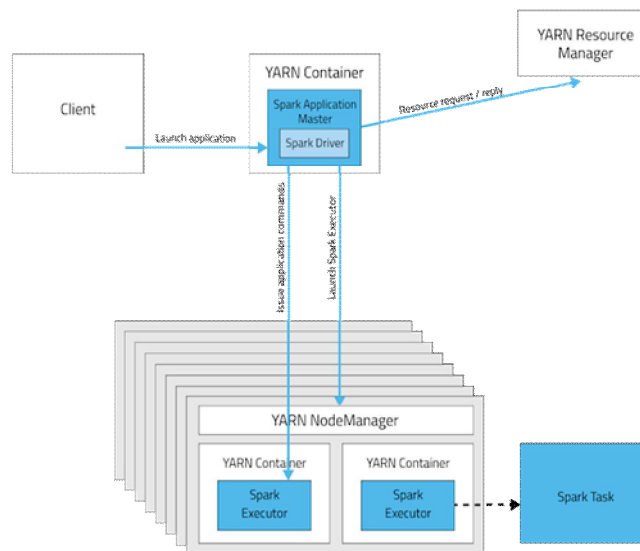 YARN Resource
Manager
YARN Container
Client
Spark Application
Master
Spark Driver
Launch application
Resource request / reply
Issue application commands
Launch Spark Executor
YARN NodeManager
YARN Container
YARN Container
Spark
Executor
Spark
Executor
Spark Task